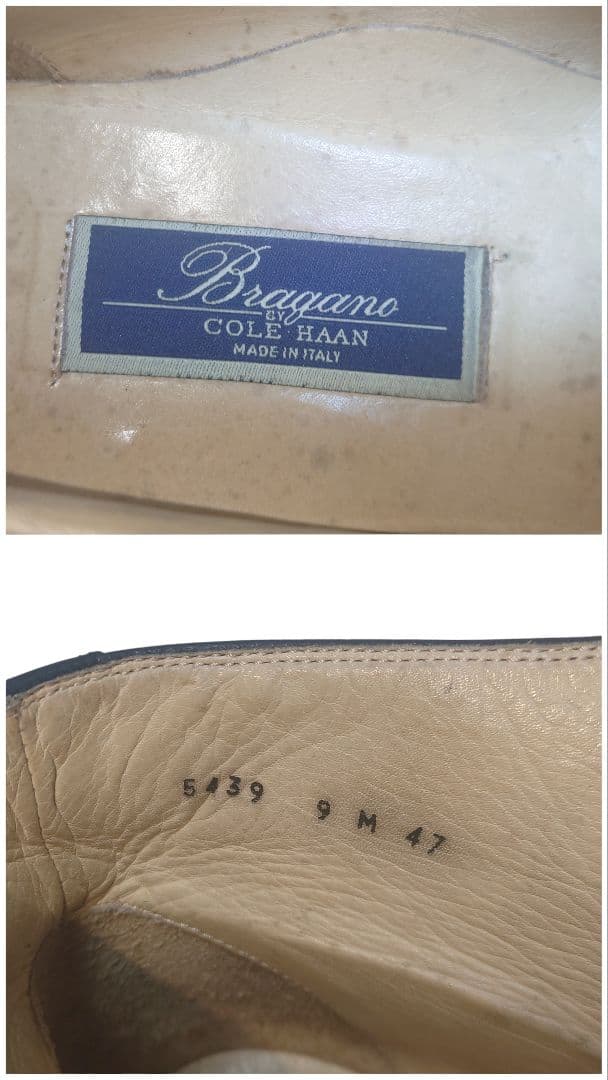 Bragano
BY
COLE HAAN
MADE IN ITALY
5439 9 M 47